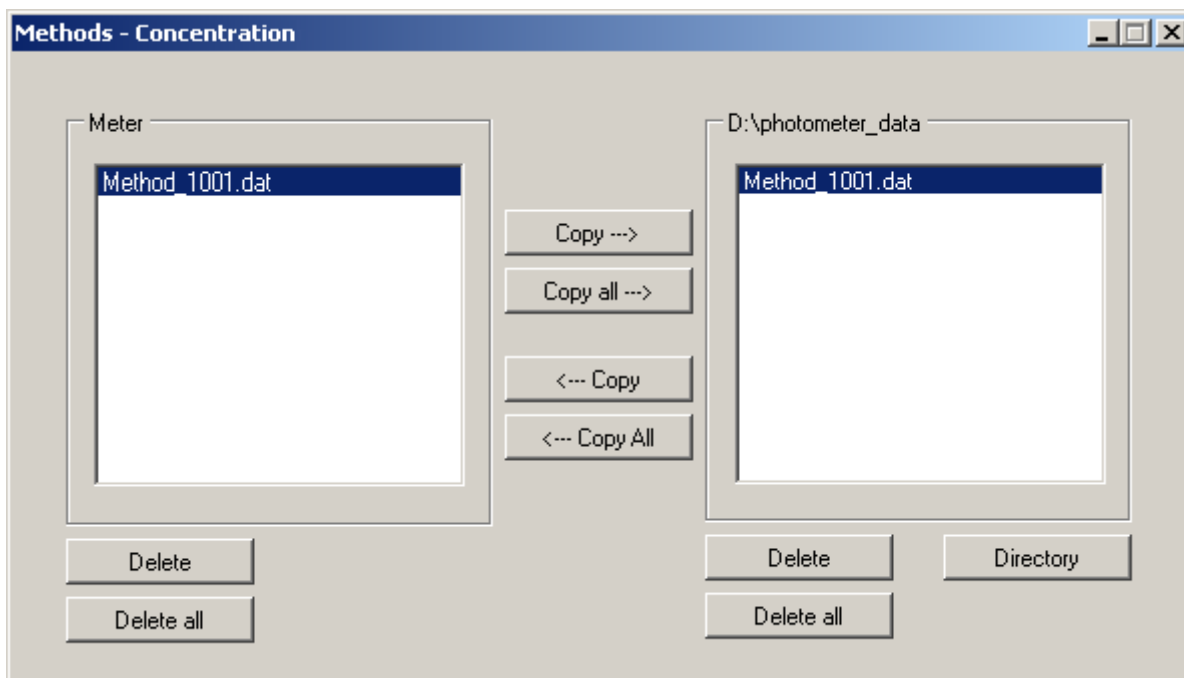 Methods - Concentration
Meter
D:\photometer_data
Method_1001.dat
Method_1001.dat
Copy --->
Copy all --->
<--- Copy
<--- Copy All
Delete
Delete
Directory
Delete all
Delete all